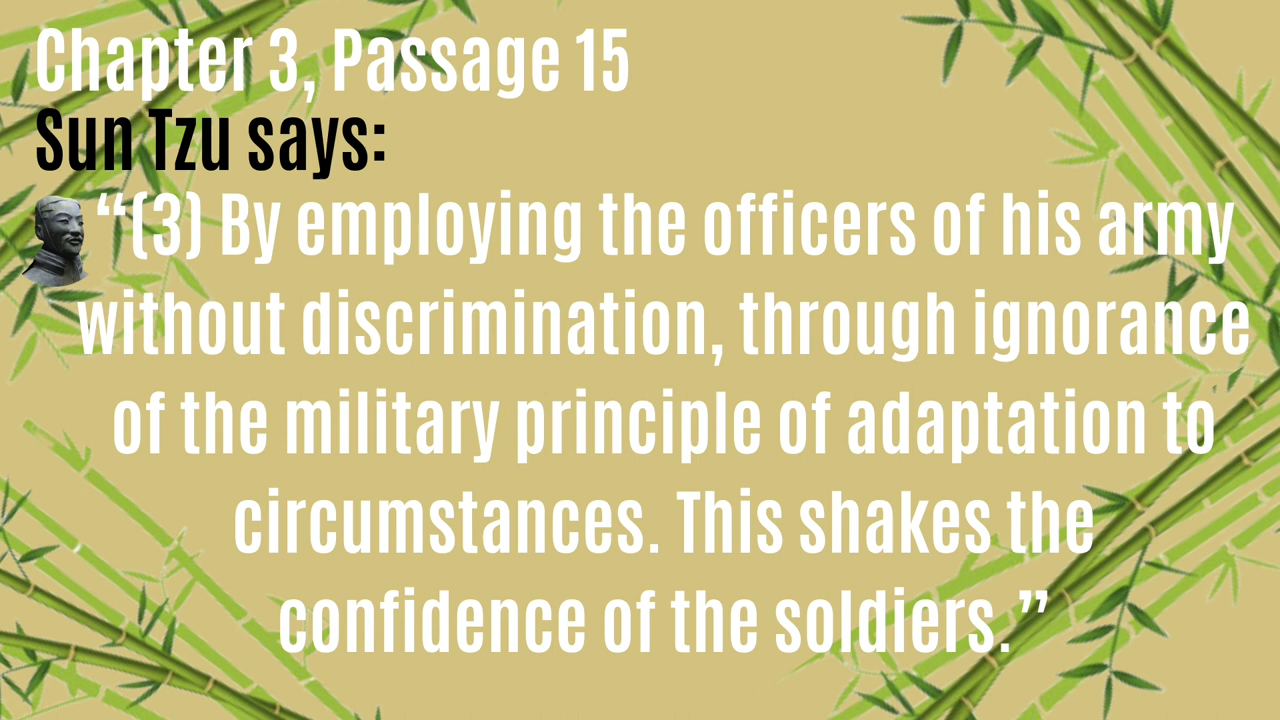 Chapter 3, Passage 15
Sun Tzu says:
“(3) By employing the officers of his army
without discrimination, through ignorance
of the military principle of adaptation to
circumstances. This shakes the
confidence of the soldiers.”